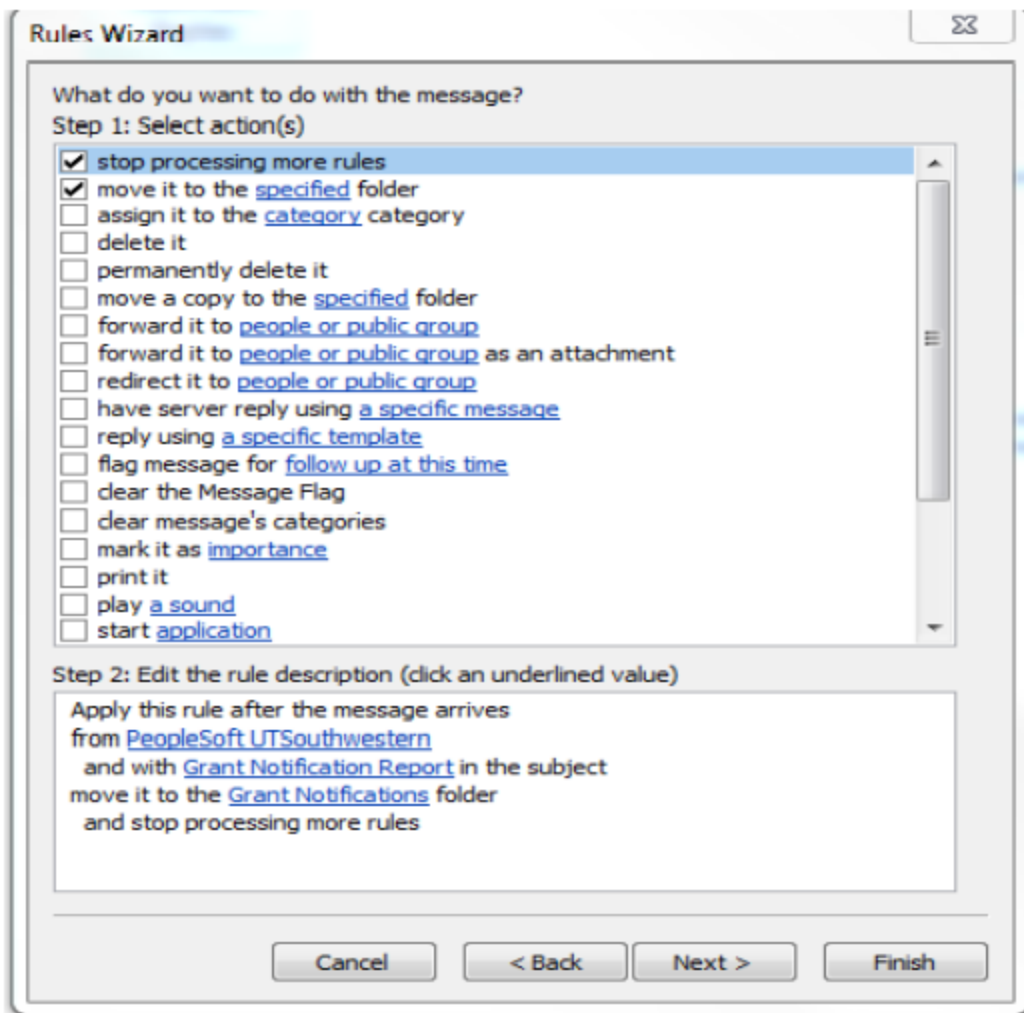 Rules Wizard
What do you want to do with the message?
Step 1: Select action(s)
stop processing more rules
move it to the specified folder
assign it to the category category
delete it
permanently delete it
move a copy to the specified folder
forward it to people or public group
forward it to people or public group as an attachment
redirect it to people or public group
have server reply using a specific message
reply using a specific template
flag message for follow up at this time
clear the Message Flag
clear message's categories
mark it as importance
print it
play a sound
start application
Step 2: Edit the rule description (click an underlined value)
Apply this rule after the message arrives
from PeopleSoft UTSouthwestern
and with Grant Notification Report in the subject
move it to the Grant Notifications folder
and stop processing more rules
Cancel < Back Next > Finish